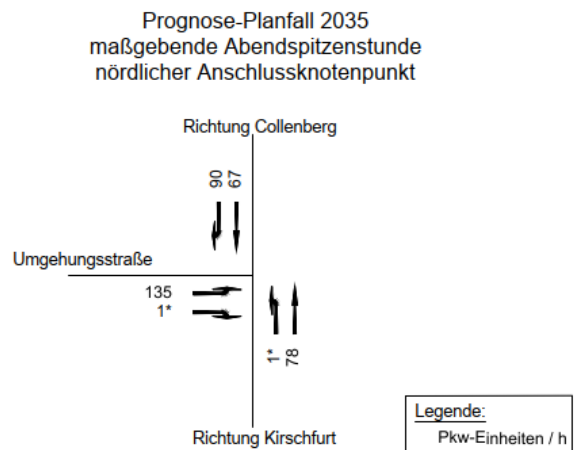 Prognose-Planfall 2035
maßgebende Abendspitzenstunde
nördlicher Anschlussknotenpunkt
Richtung Collenberg
90
67
Umgehungsstraße
135
1*
1*
78
Richtung Kirschfurt
Legende:
Pkw-Einheiten / h